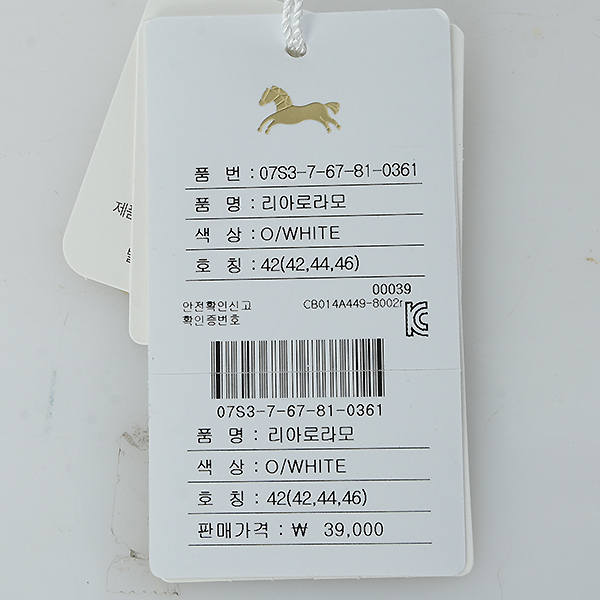 품 번 : 07S3-7-67-81-0361
품 명 : 리아로라모
색 상 : O/WHITE
호 칭 : 42(42,44,46)
00039
안전확인신고 CB014A449-8002r
확인증번호
07S3-7-67-81-0361
품 명 : 리아로라모
색 상 : O/WHITE
호 칭 : 42(42,44,46)
판매가격 : ₩ 39,000
제품